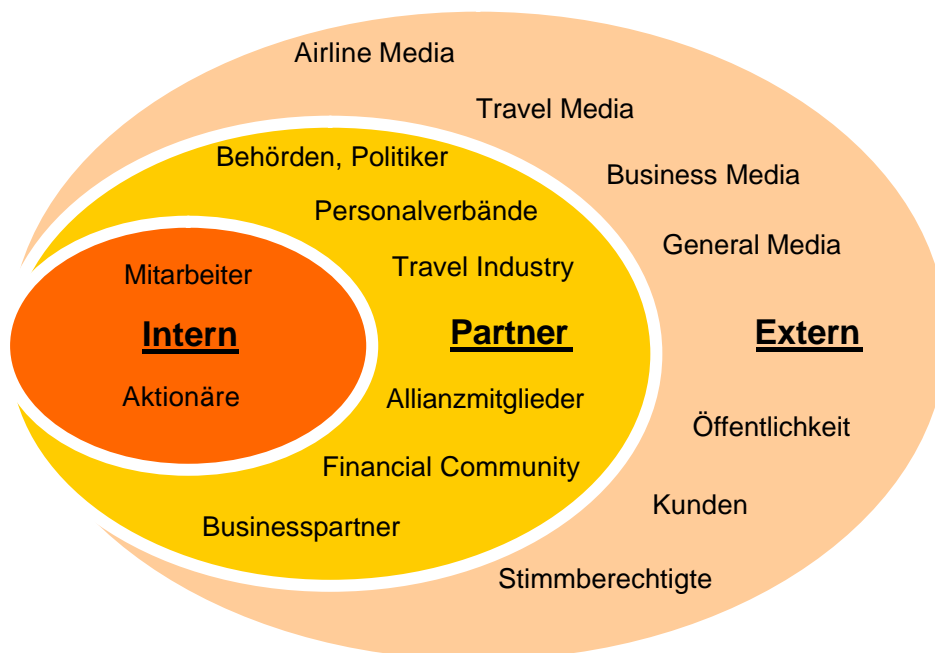 Airline Media
Travel Media
Behörden, Politiker
Business Media
Personalverbände
General Media
Travel Industry
Mitarbeiter
Intern
Partner
Extern
Aktionäre
Allianzmitglieder
Öffentlichkeit
Financial Community
Kunden
Businesspartner
Stimmberechtigte